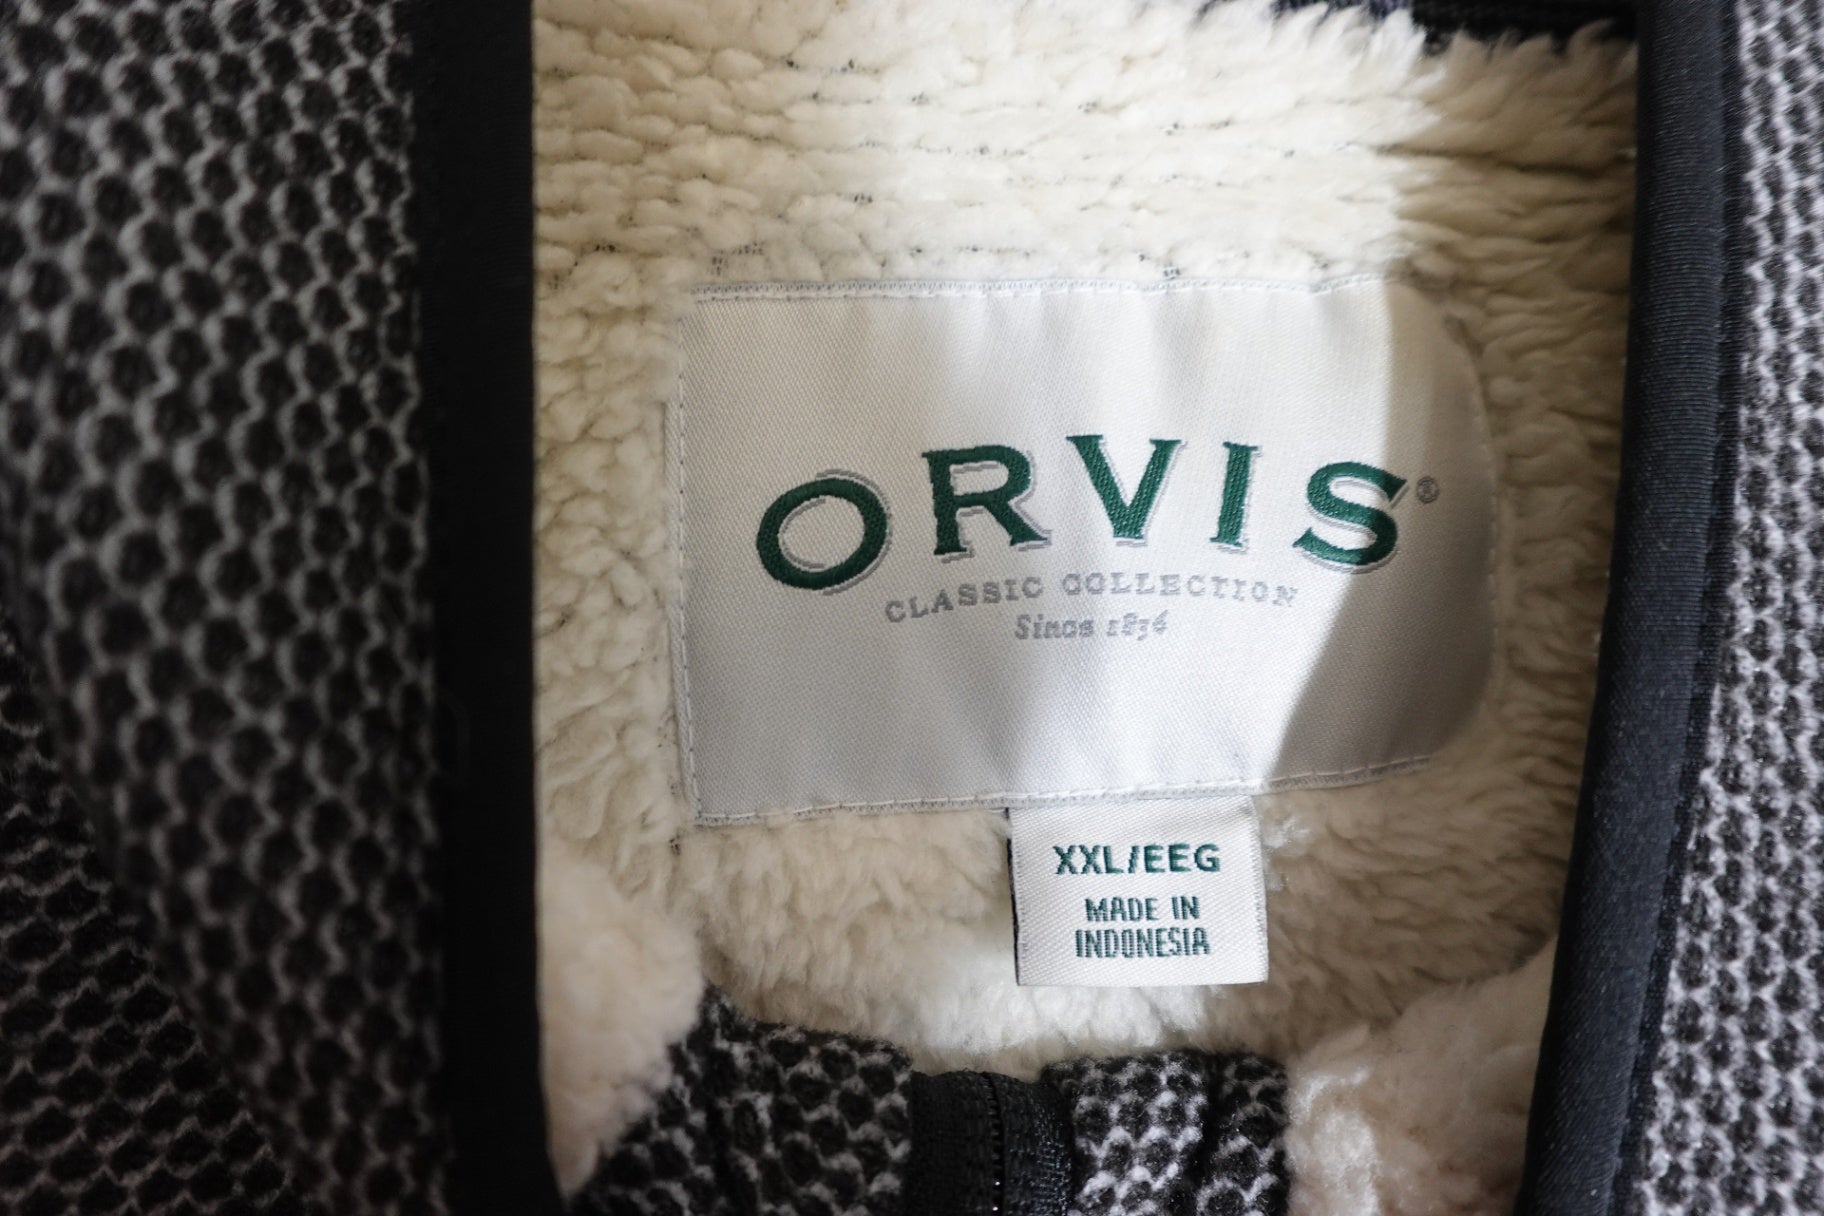 ORVIS®
CLASSIC COLLECTION
Since 1856
XXL/EEG
MADE IN
INDONESIA